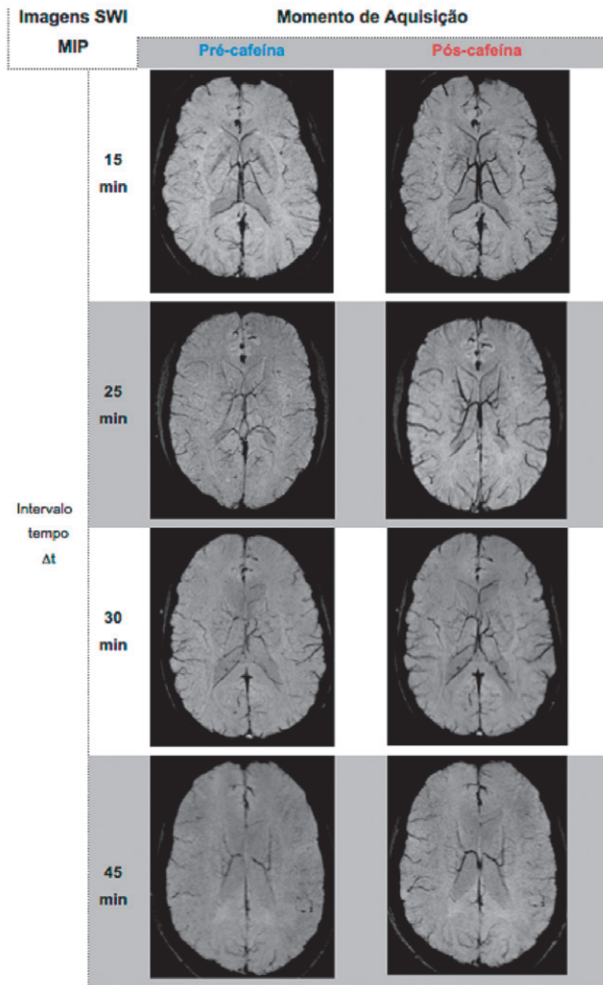 Imagens SWI
MIP
Momento de Aquisição
Pré-cafeína
Pós-cafeína
15
min
25
min
30
min
45
min
Intervalo
tempo
Δt